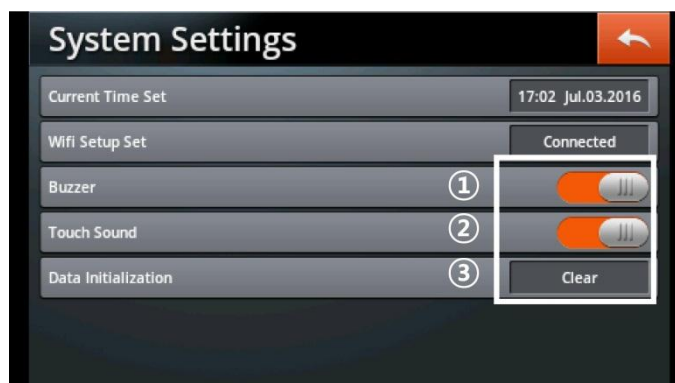 System Settings
Current Time Set 17:02 Jul.03.2016
Wifi Setup Set Connected
Buzzer ①
Touch Sound ②
Data Initialization ③ Clear